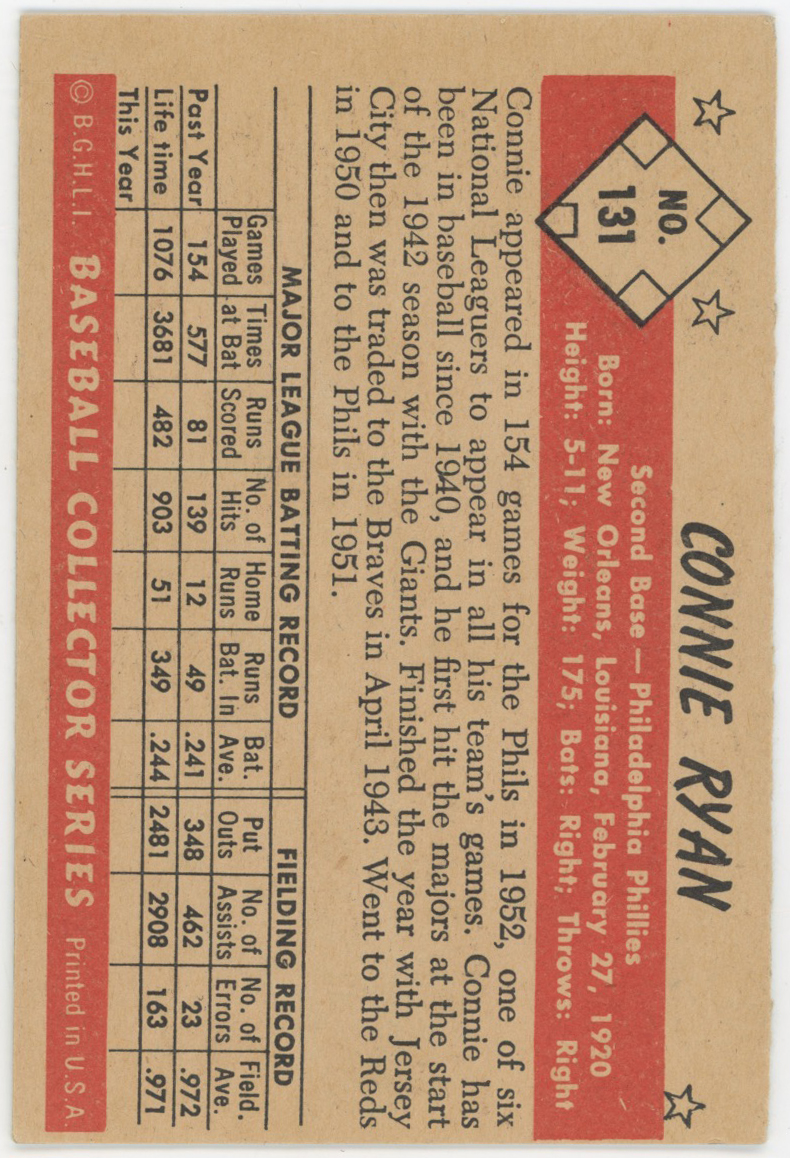 CONNIE RYAN
NO.
131
Second Base — Philadelphia Phillies
Born: New Orleans, Louisiana, February 27, 1920
Height: 5-11; Weight: 175; Bats: Right; Throws: Right
Connie appeared in 154 games for the Phils in 1952, one of six
National Leaguers to appear in all his team's games. Connie has
been in baseball since 1940, and he first hit the majors at the start
of the 1942 season with the Giants. Finished the year with Jersey
City then was traded to the Braves in April 1943. Went to the Reds
in 1950 and to the Phils in 1951.
MAJOR LEAGUE BATTING RECORD FIELDING RECORD
Games Played Times at Bat Runs Scored No. of Hits Home Runs Runs Bat. In Bat. Ave. Put Outs No. of Assists No. of Errors Field. Ave.
Past Year 154 577 81 139 12 49 .241 348 462 23 .972
Life time 1076 3681 482 903 51 349 .244 2481 2908 163 .971
This Year
© B.G.H.L.I. BASEBALL COLLECTOR SERIES Printed in U.S.A.